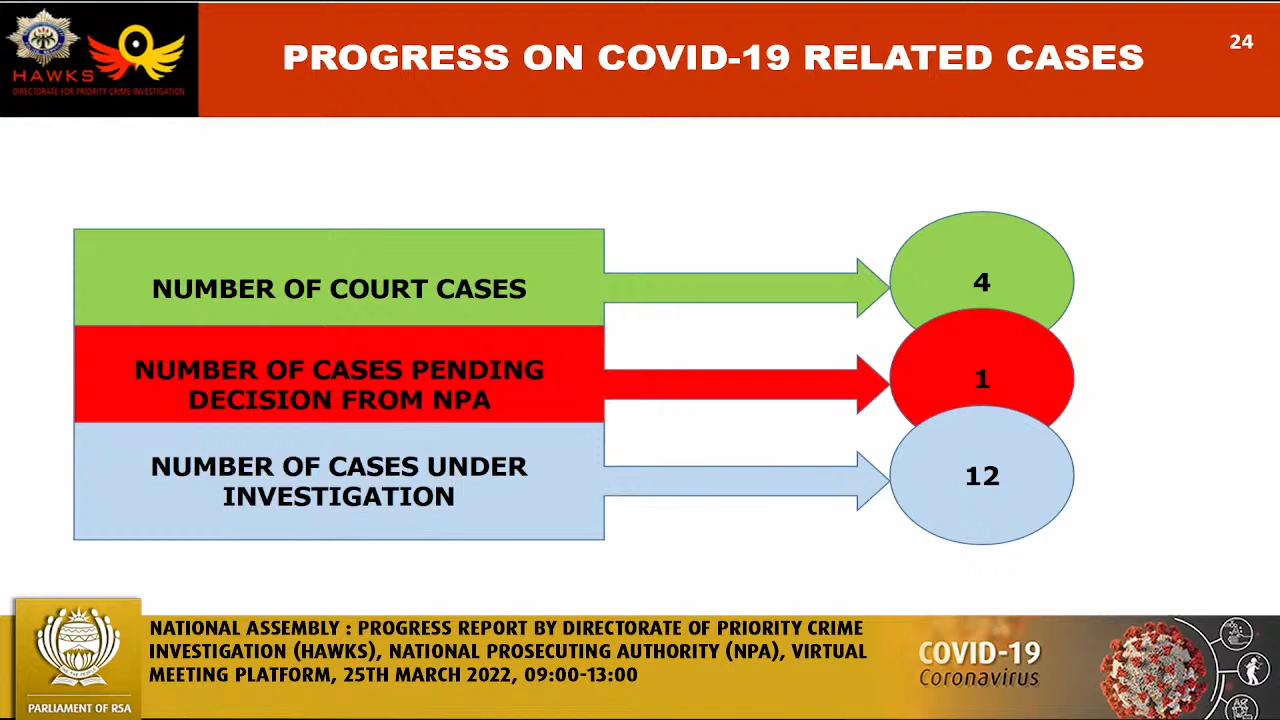 HAWKS
DIRECTORATE FOR PRIORITY CRIME INVESTIGATION
PROGRESS ON COVID-19 RELATED CASES
24
NUMBER OF COURT CASES
4
NUMBER OF CASES PENDING
DECISION FROM NPA
1
NUMBER OF CASES UNDER
INVESTIGATION
12
NATIONAL ASSEMBLY : PROGRESS REPORT BY DIRECTORATE OF PRIORITY CRIME
INVESTIGATION (HAWKS), NATIONAL PROSECUTING AUTHORITY (NPA), VIRTUAL
MEETING PLATFORM, 25TH MARCH 2022, 09:00-13:00
PARLIAMENT OF RSA
COVID-19
Coronavirus